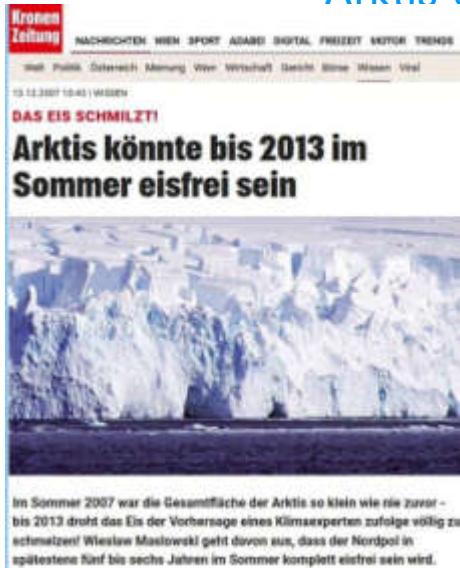 Kronen
Zeitung
NACHRICHTEN WIEN SPORT ADABEI DIGITAL FREIZEIT MOTOR TRENDS
Welt Politik Österreich Meinung Wien Wirtschaft Gericht Börse Wissen Viral
13.12.2007 10:40 | WISSEN
DAS EIS SCHMILZT!
Arktis könnte bis 2013 im
Sommer eisfrei sein
Im Sommer 2007 war die Gesamtfläche der Arktis so klein wie nie zuvor -
bis 2013 droht das Eis der Vorhersage eines Klimaexperten zufolge völlig zu
schmelzen! Wieslaw Maslowski geht davon aus, dass der Nordpol in
spätestens fünf bis sechs Jahren im Sommer komplett eisfrei sein wird.